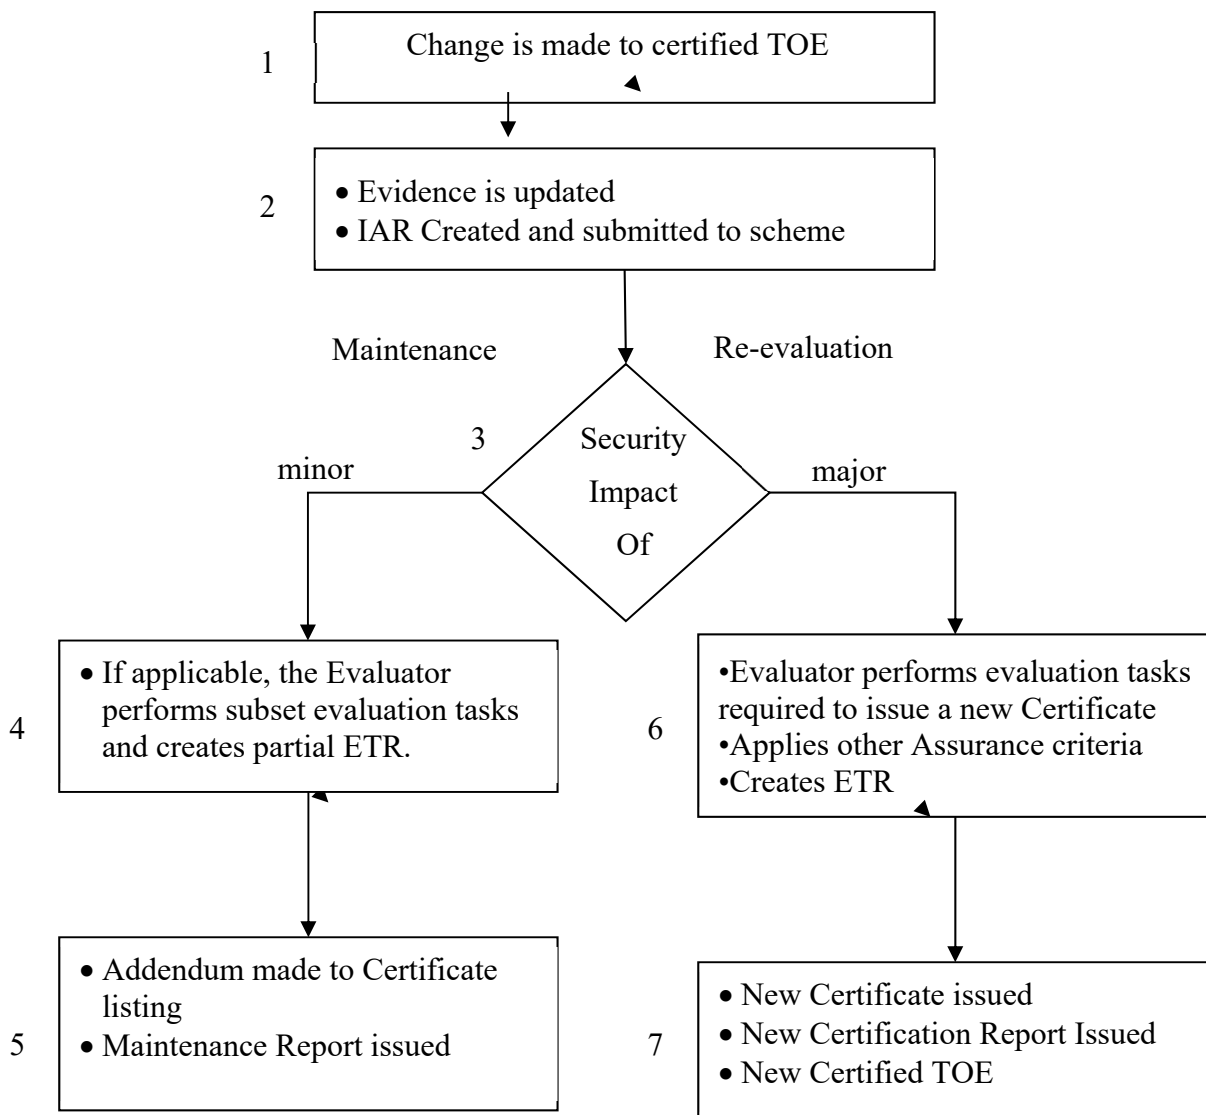 Change is made to certified TOE
1
• Evidence is updated
2
• IAR Created and submitted to scheme
Maintenance
Re-evaluation
3
Security
Impact
Of
minor
major
• If applicable, the Evaluator
performs subset evaluation tasks
and creates partial ETR.
4
•Evaluator performs evaluation tasks
required to issue a new Certificate
•Applies other Assurance criteria
•Creates ETR
6
• Addendum made to Certificate
listing
• Maintenance Report issued
5
• New Certificate issued
• New Certification Report Issued
• New Certified TOE
7